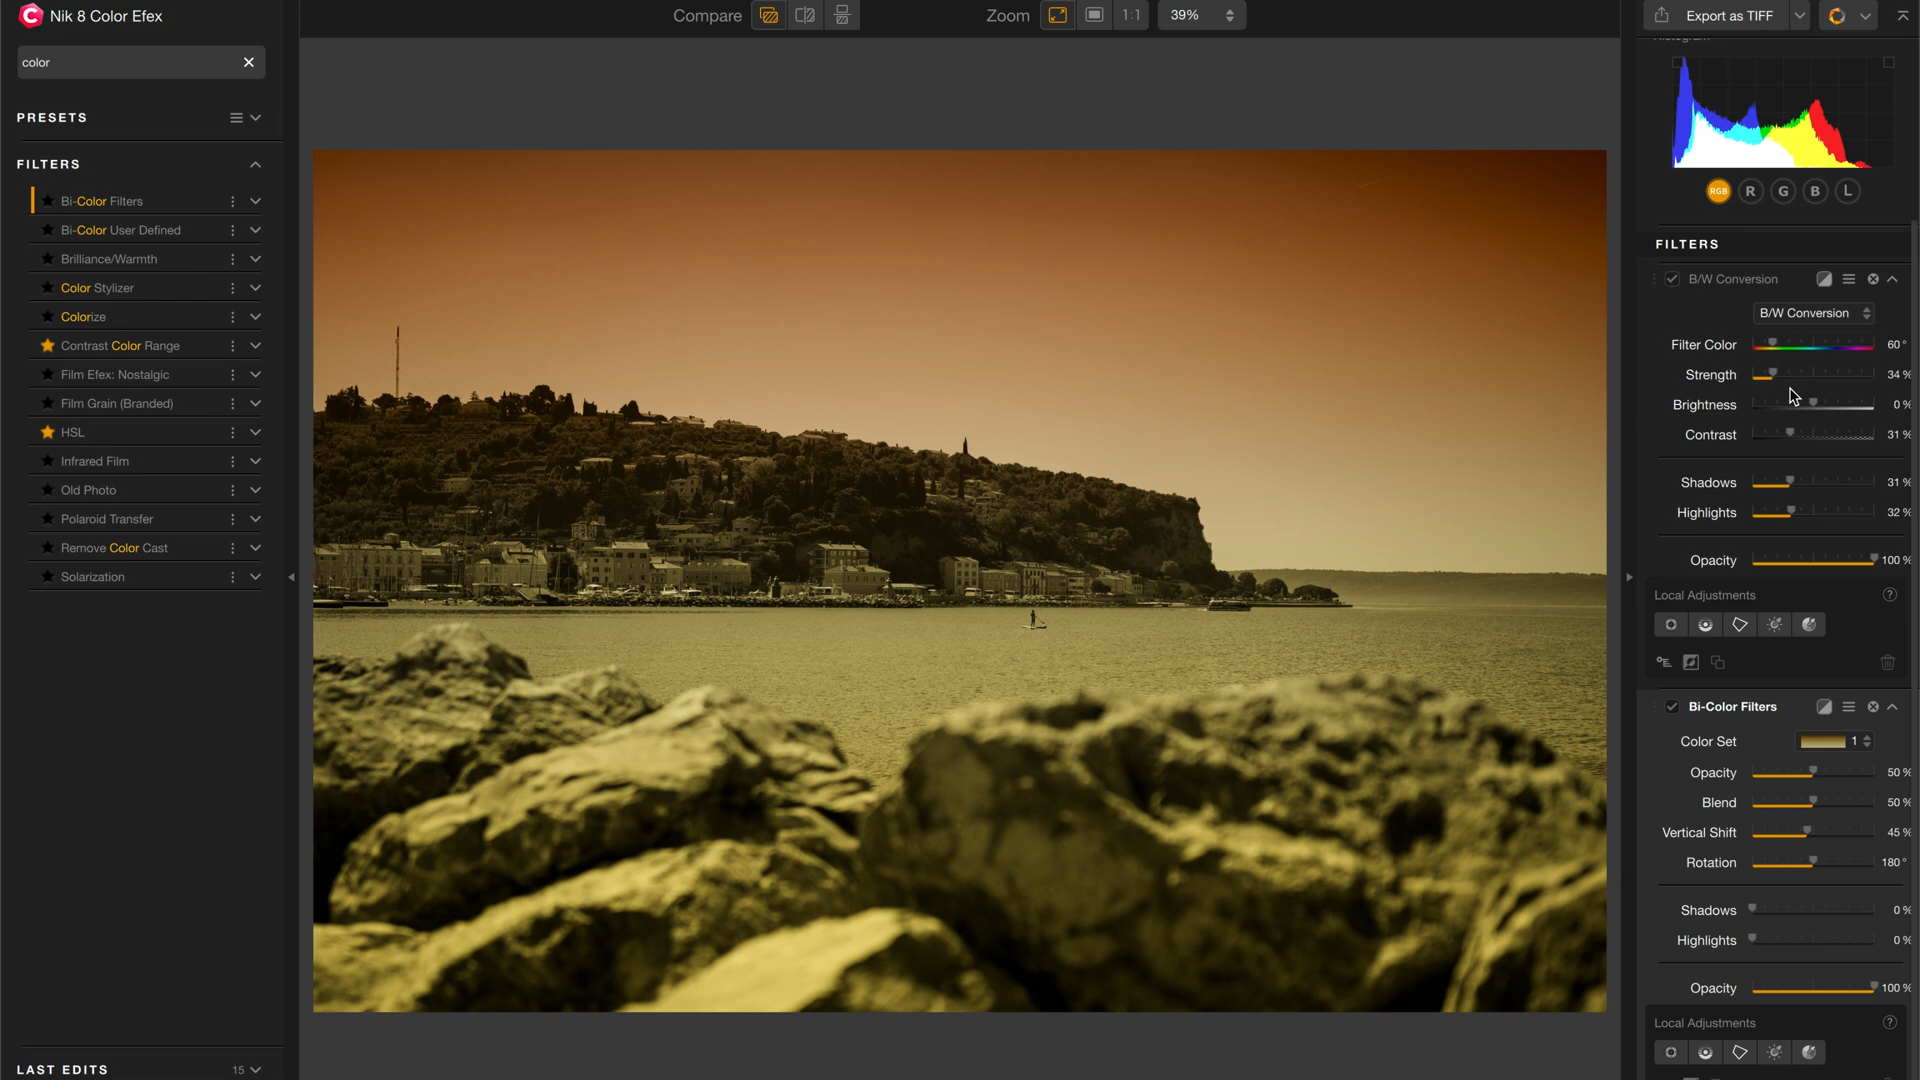 Nik 8 Color Efex
Compare
Zoom
1:1
39%
Export as TIFF
color
PRESETS
FILTERS
Bi-Color Filters
Bi-Color User Defined
Brilliance/Warmth
Color Stylizer
Colorize
Contrast Color Range
Film Efex: Nostalgic
Film Grain (Branded)
HSL
Infrared Film
Old Photo
Polaroid Transfer
Remove Color Cast
Solarization
LAST EDITS 15
RGB R G B L
FILTERS
B/W Conversion
B/W Conversion
Filter Color 60°
Strength 34 %
Brightness 0 %
Contrast 31 %
Shadows 31 %
Highlights 32 %
Opacity 100 %
Local Adjustments ?
Bi-Color Filters
Color Set 1
Opacity 50 %
Blend 50 %
Vertical Shift 45 %
Rotation 180°
Shadows 0 %
Highlights 0 %
Opacity 100 %
Local Adjustments ?